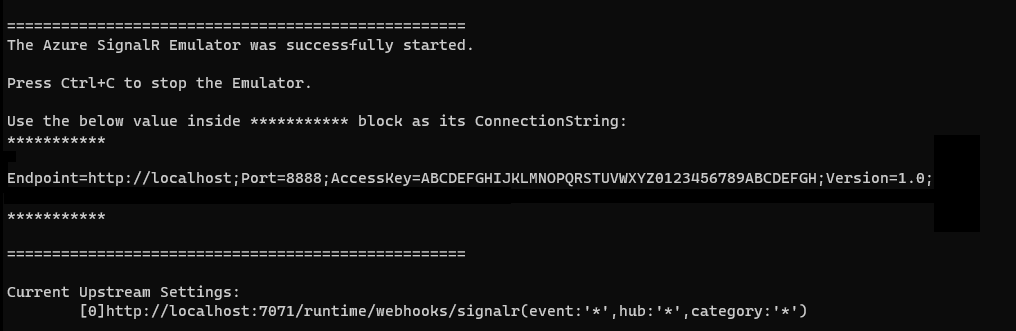 ===================================================
The Azure SignalR Emulator was successfully started.

Press Ctrl+C to stop the Emulator.

Use the below value inside *********** block as its ConnectionString:
***********

Endpoint=http://localhost;Port=8888;AccessKey=ABCDEFGHIJKLMNOPQRSTUVWXYZ0123456789ABCDEFGH;Version=1.0;

***********

===================================================

Current Upstream Settings:
        [0]http://localhost:7071/runtime/webhooks/signalr(event:'*',hub:'*',category:'*')